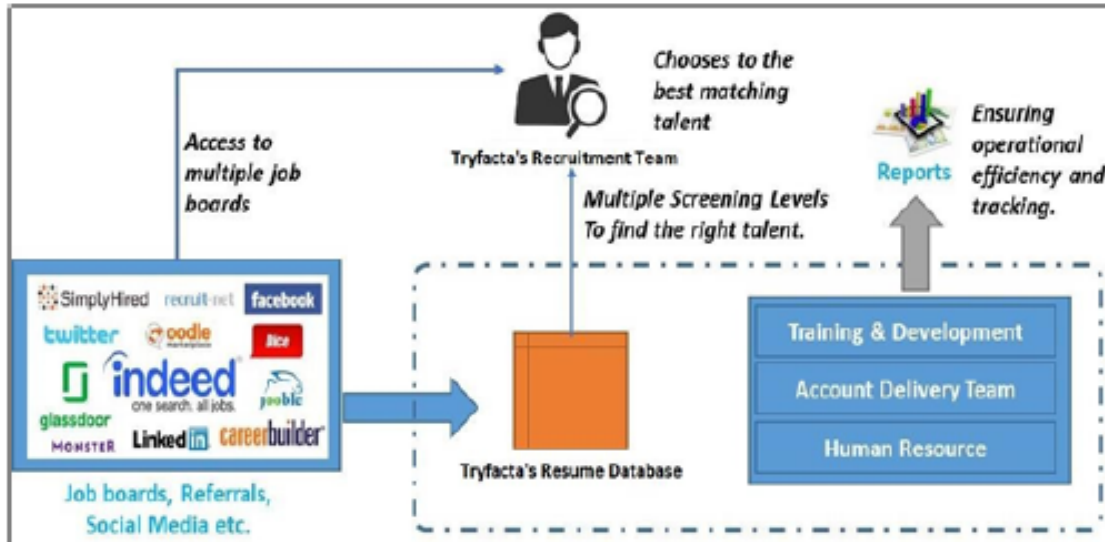 Chooses to the
best matching
talent
Tryfacta's Recruitment Team
Access to
multiple job
boards
Multiple Screening Levels
To find the right talent.
Reports
Ensuring
operational
efficiency and
tracking.
SimplyHired
recruit-net
facebook
twitter
oodle
marketplace
Dice
indeed
one search. all jobs.
jooble
glassdoor
MONSTER
Linked in
careerbuilder
Job boards, Referrals,
Social Media etc.
Tryfacta's Resume Database
Training & Development
Account Delivery Team
Human Resource